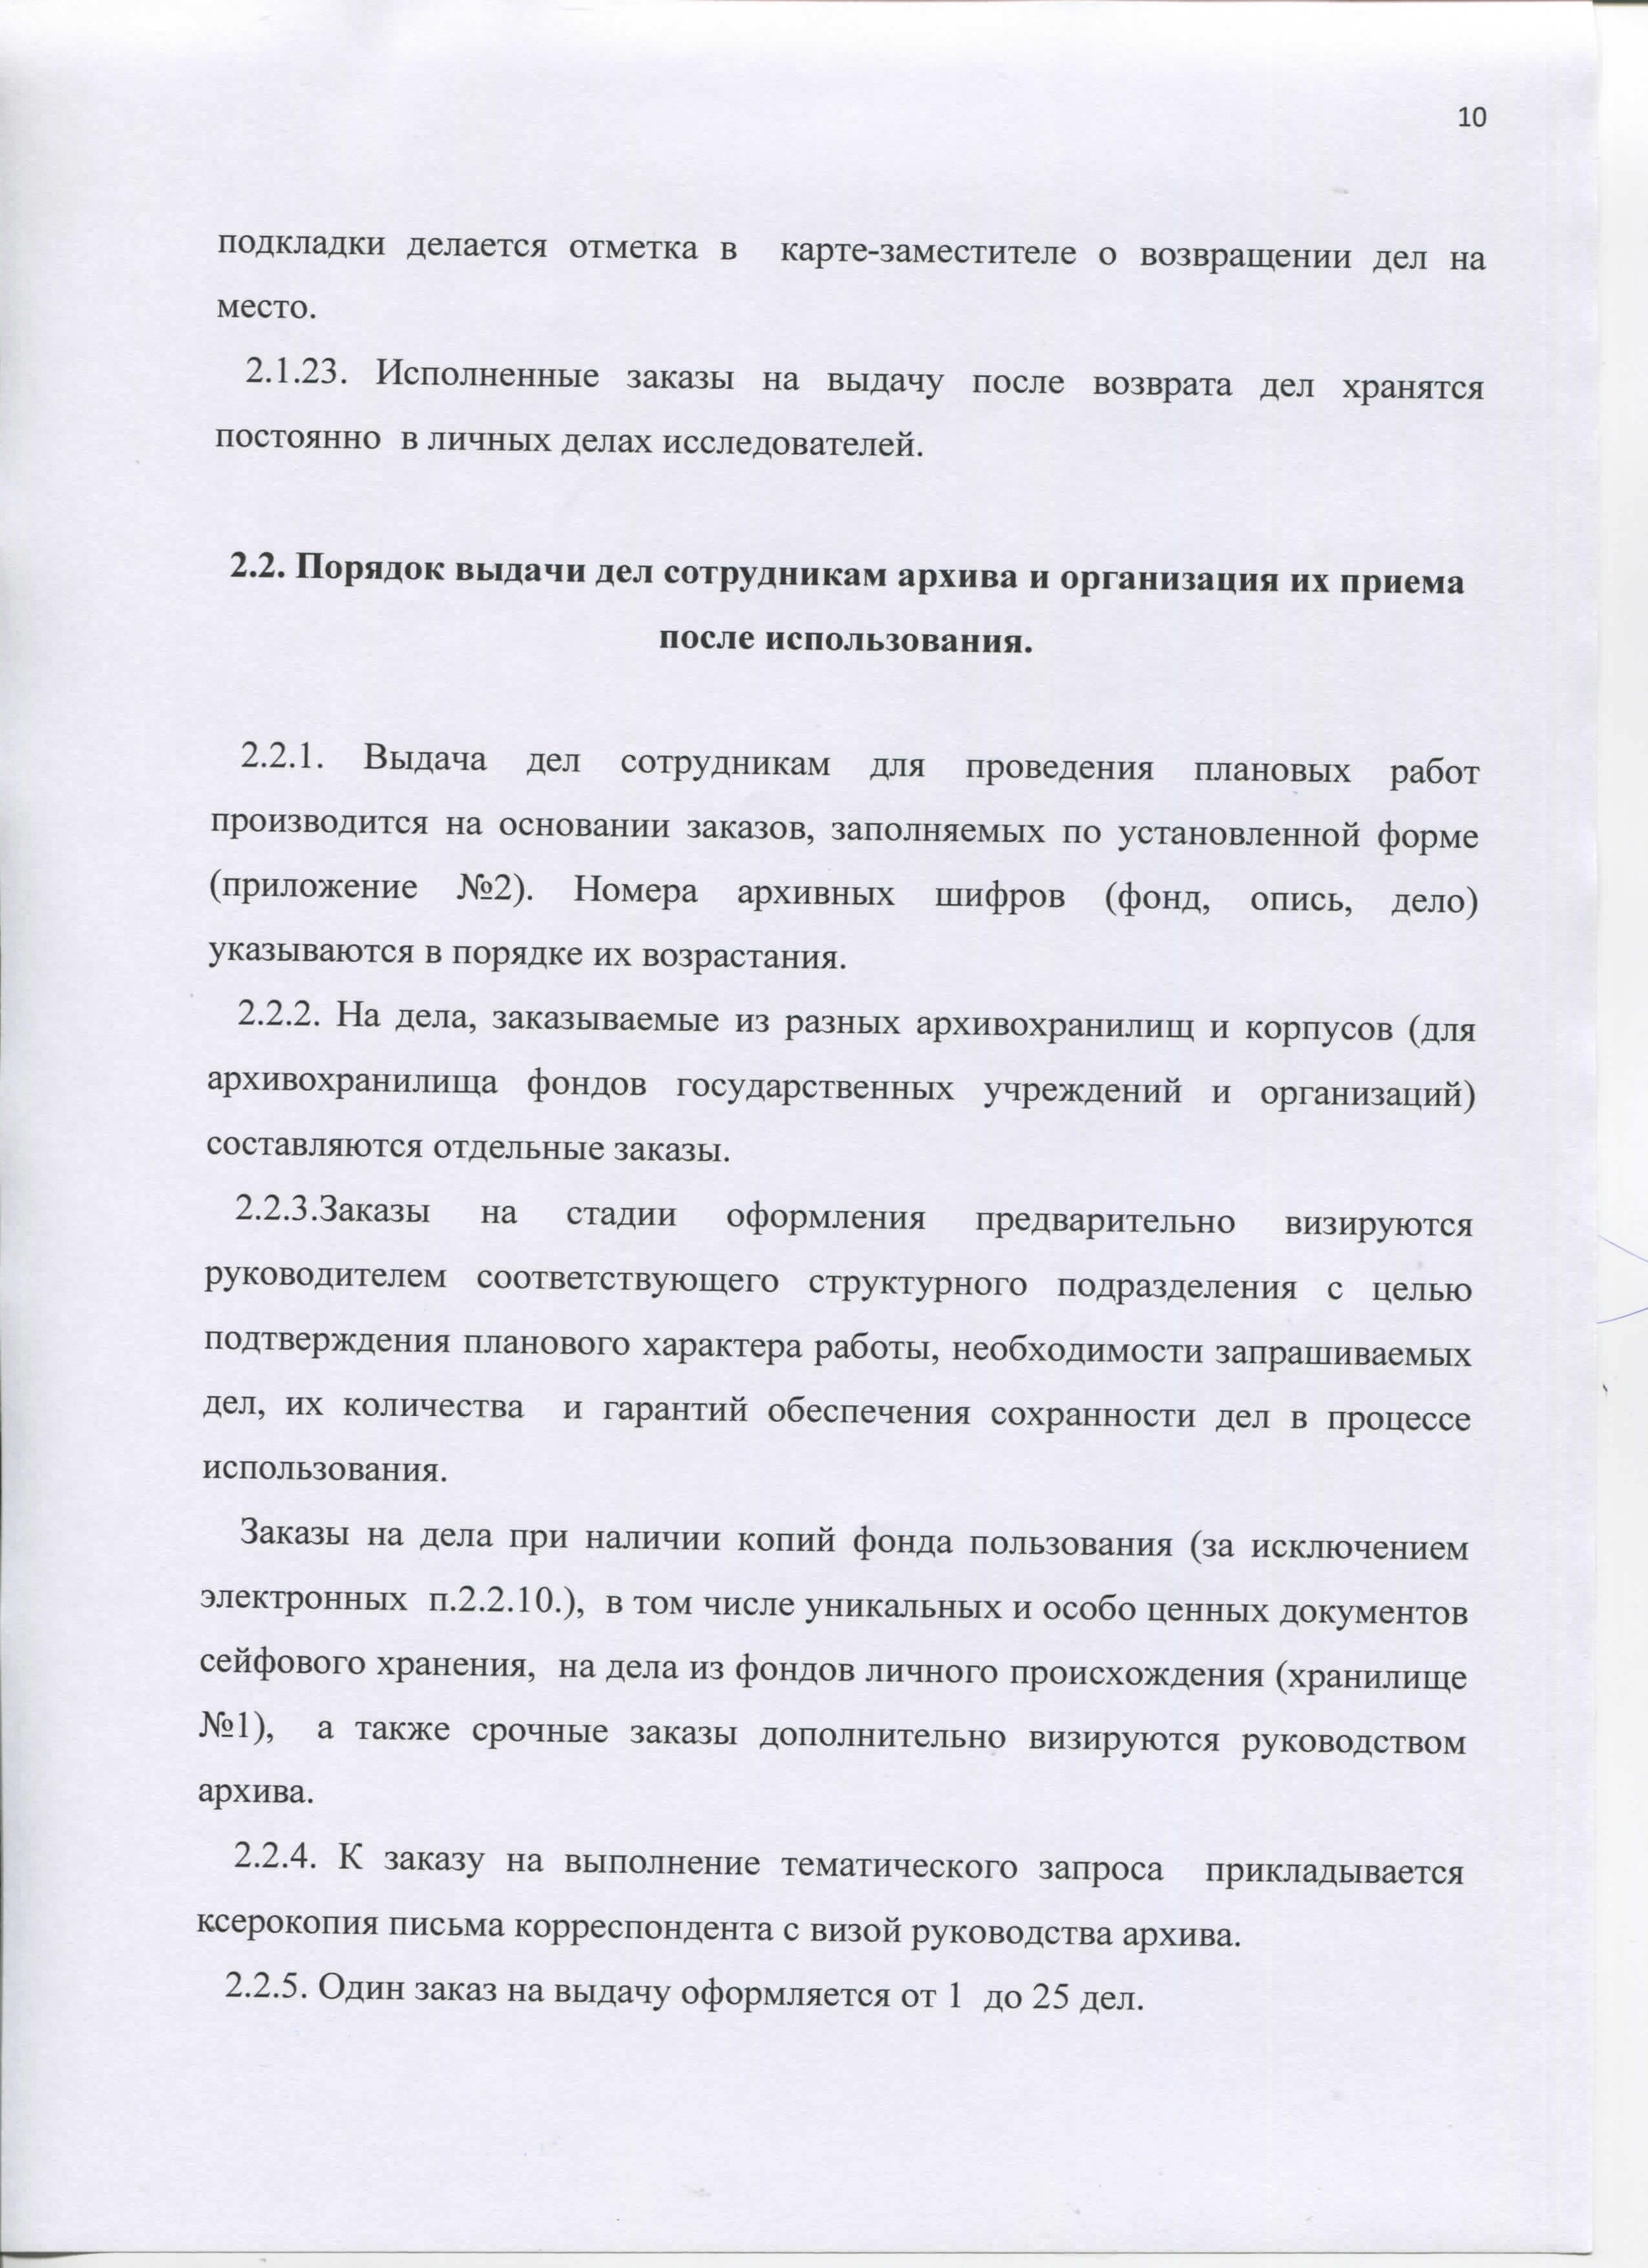 10
подкладки делается отметка в карте-заместителе о возвращении дел на
место.
2.1.23. Исполненные заказы на выдачу после возврата дел хранятся
постоянно в личных делах исследователей.
2.2. Порядок выдачи дел сотрудникам архива и организация их приема
после использования.
2.2.1. Выдача дел сотрудникам для проведения плановых работ
производится на основании заказов, заполняемых по установленной форме
(приложение №2). Номера архивных шифров (фонд, опись, дело)
указываются в порядке их возрастания.
2.2.2. На дела, заказываемые из разных архивохранилищ и корпусов (для
архивохранилища фондов государственных учреждений и организаций)
составляются отдельные заказы.
2.2.3.Заказы на стадии оформления предварительно визируются
руководителем соответствующего структурного подразделения с целью
подтверждения планового характера работы, необходимости запрашиваемых
дел, их количества и гарантий обеспечения сохранности дел в процессе
использования.
Заказы на дела при наличии копий фонда пользования (за исключением
электронных п.2.2.10.), в том числе уникальных и особо ценных документов
сейфового хранения, на дела из фондов личного происхождения (хранилище
№1), а также срочные заказы дополнительно визируются руководством
архива.
2.2.4. К заказу на выполнение тематического запроса прикладывается
ксерокопия письма корреспондента с визой руководства архива.
2.2.5. Один заказ на выдачу оформляется от 1 до 25 дел.